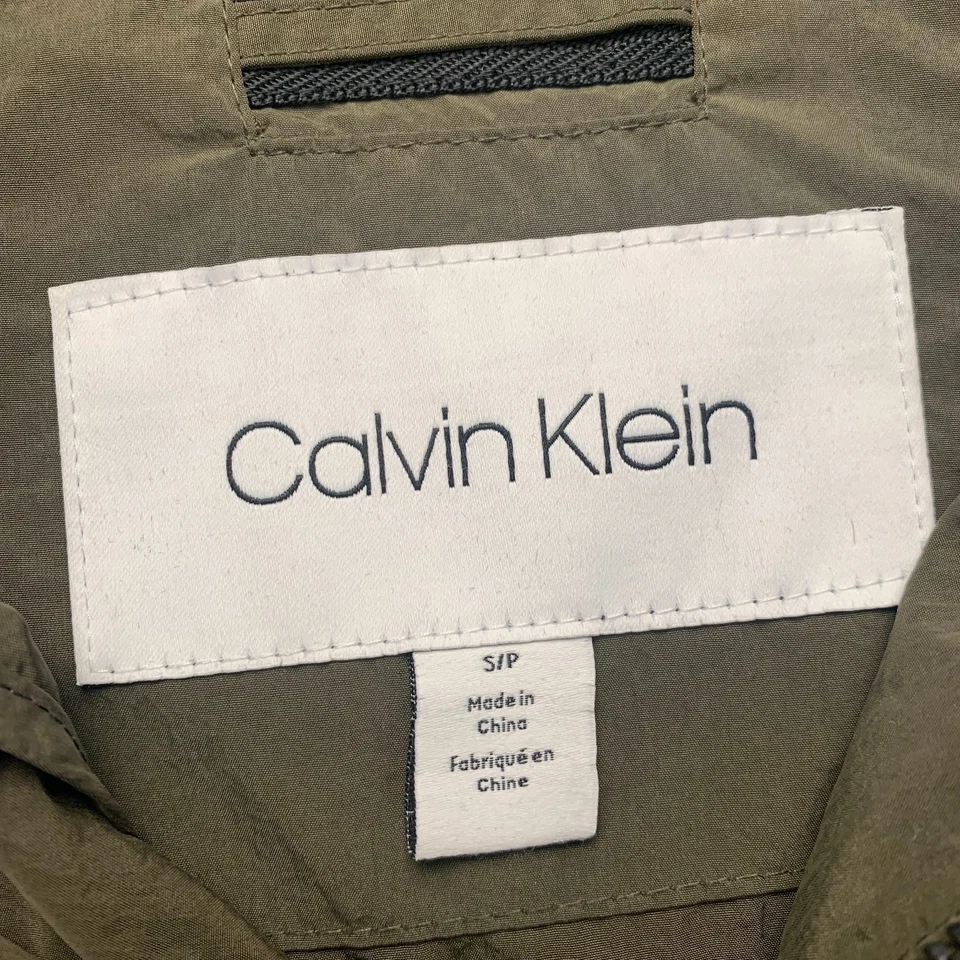 Calvin Klein
S/P
Made in
China
Fabriqué en
Chine